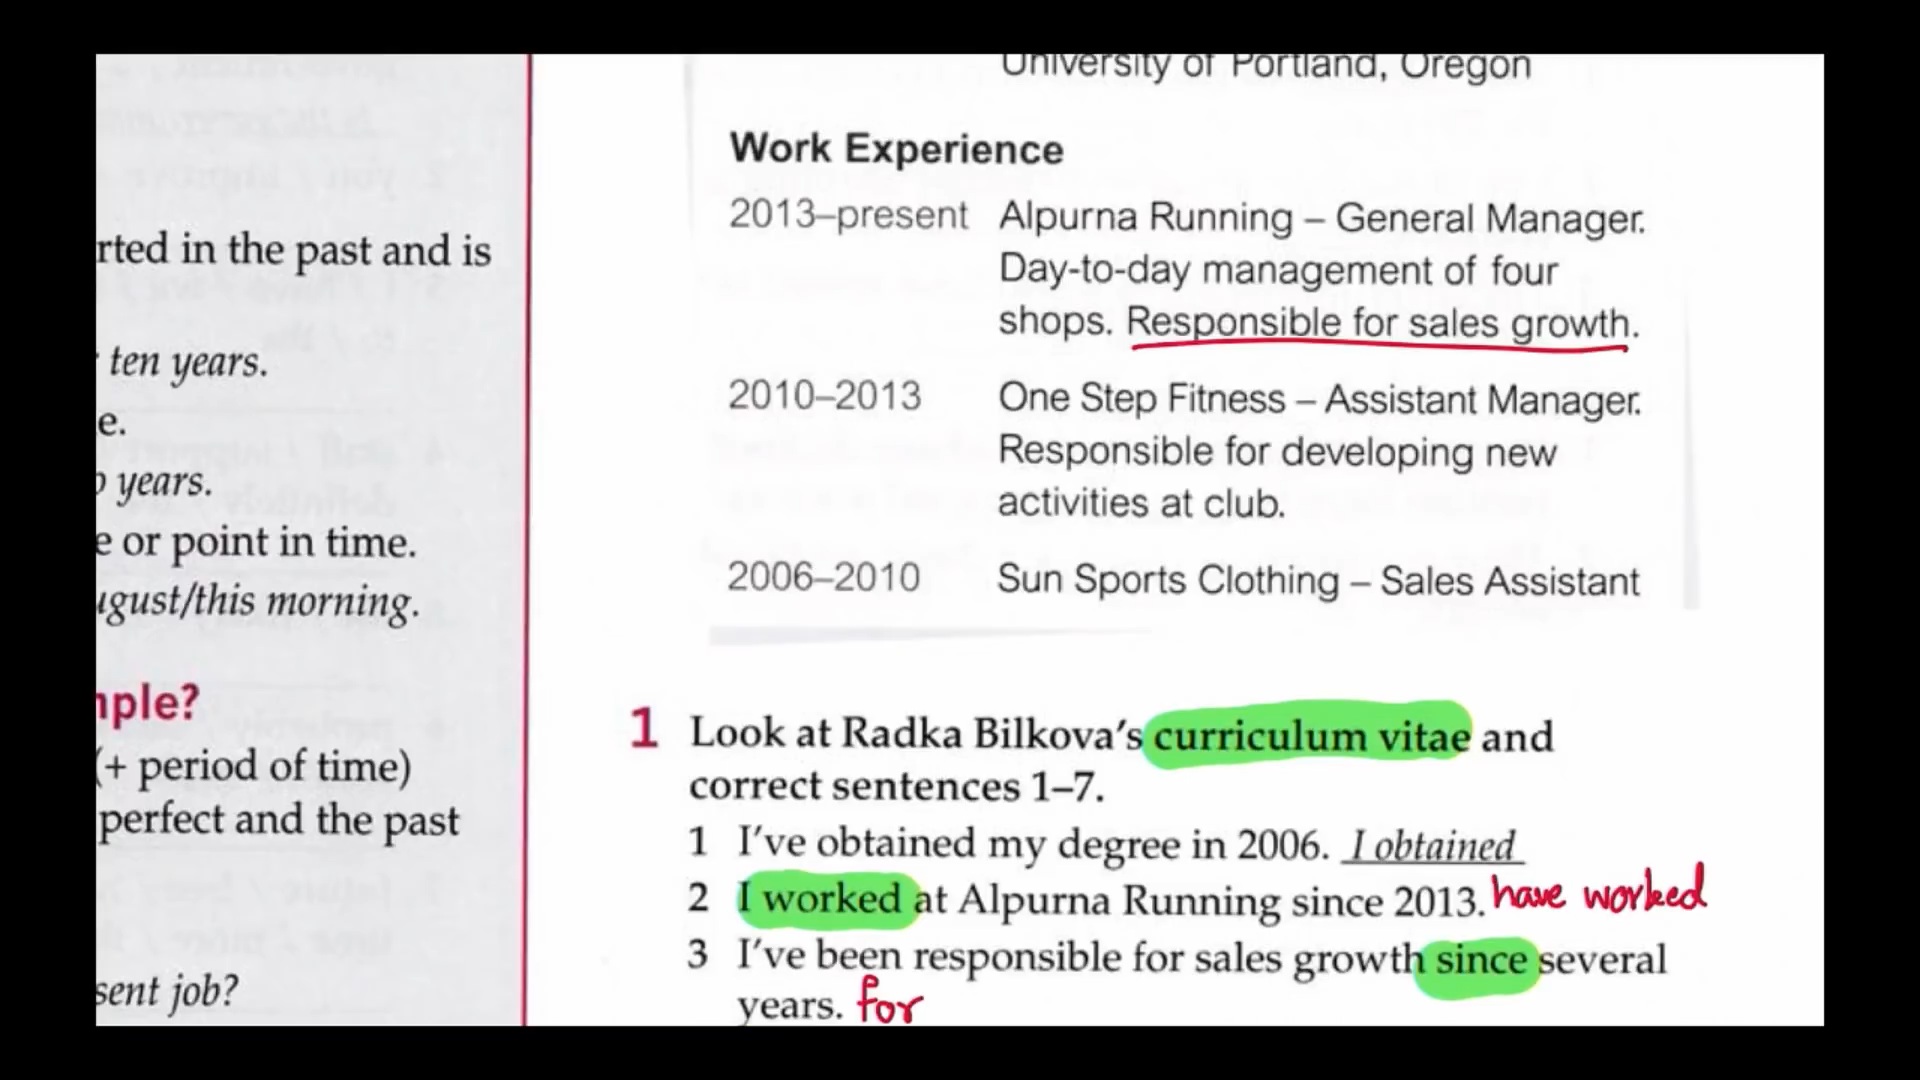 University of Portland, Oregon
Work Experience
2013–present Alpurna Running – General Manager.
Day-to-day management of four
shops. Responsible for sales growth.
2010–2013 One Step Fitness – Assistant Manager.
Responsible for developing new
activities at club.
2006–2010 Sun Sports Clothing – Sales Assistant
rted in the past and is
ten years.
e.
years.
e or point in time.
ugust/this morning.
mple?
(+ period of time)
perfect and the past
sent job?
1 Look at Radka Bilkova's curriculum vitae and
correct sentences 1–7.
1 I've obtained my degree in 2006. I obtained
2 I worked at Alpurna Running since 2013. have worked
3 I've been responsible for sales growth since several
years. for